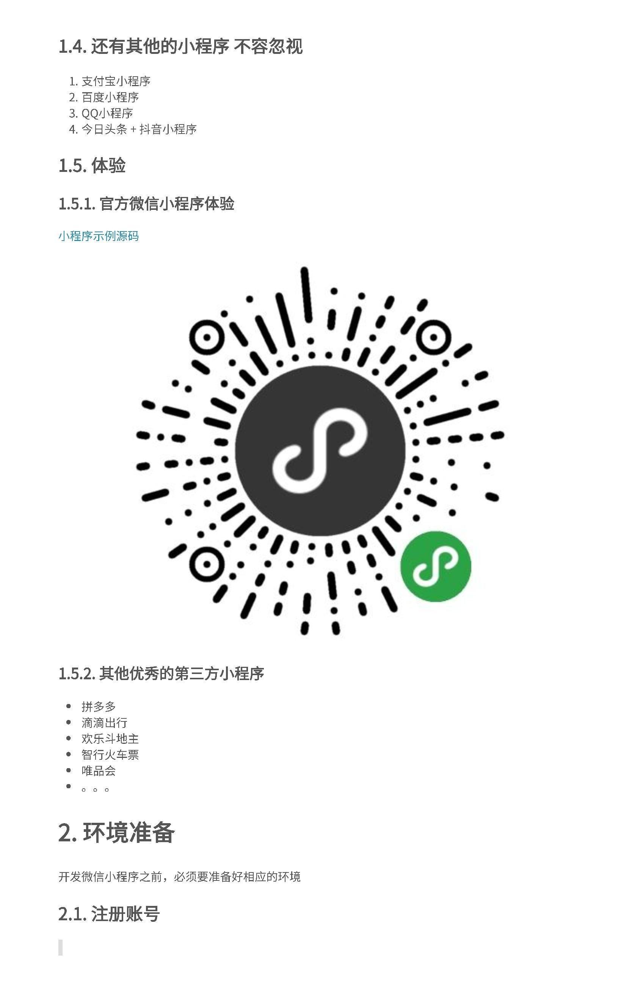 1.4. 还有其他的小程序 不容忽视
1. 支付宝小程序
2. 百度小程序
3. QQ小程序
4. 今日头条 + 抖音小程序
1.5. 体验
1.5.1. 官方微信小程序体验
小程序示例源码
1.5.2. 其他优秀的第三方小程序
• 拼多多
• 滴滴出行
• 欢乐斗地主
• 智行火车票
• 唯品会
• 。。。
2. 环境准备
开发微信小程序之前，必须要准备好相应的环境
2.1. 注册账号